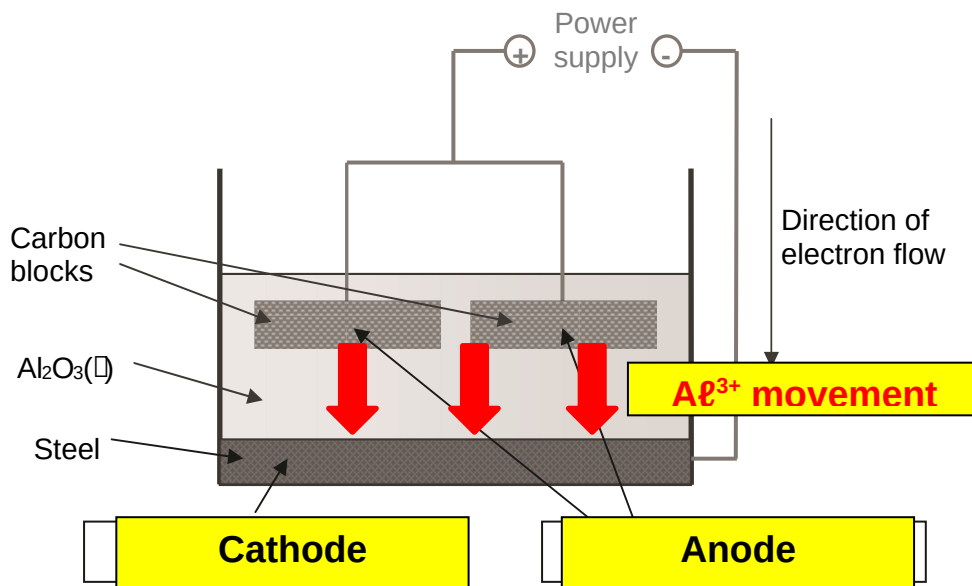 Power
supply
+
-
Direction of
electron flow
Carbon
blocks
Al₂O₃(▯)
Aℓ³⁺ movement
Steel
Cathode
Anode